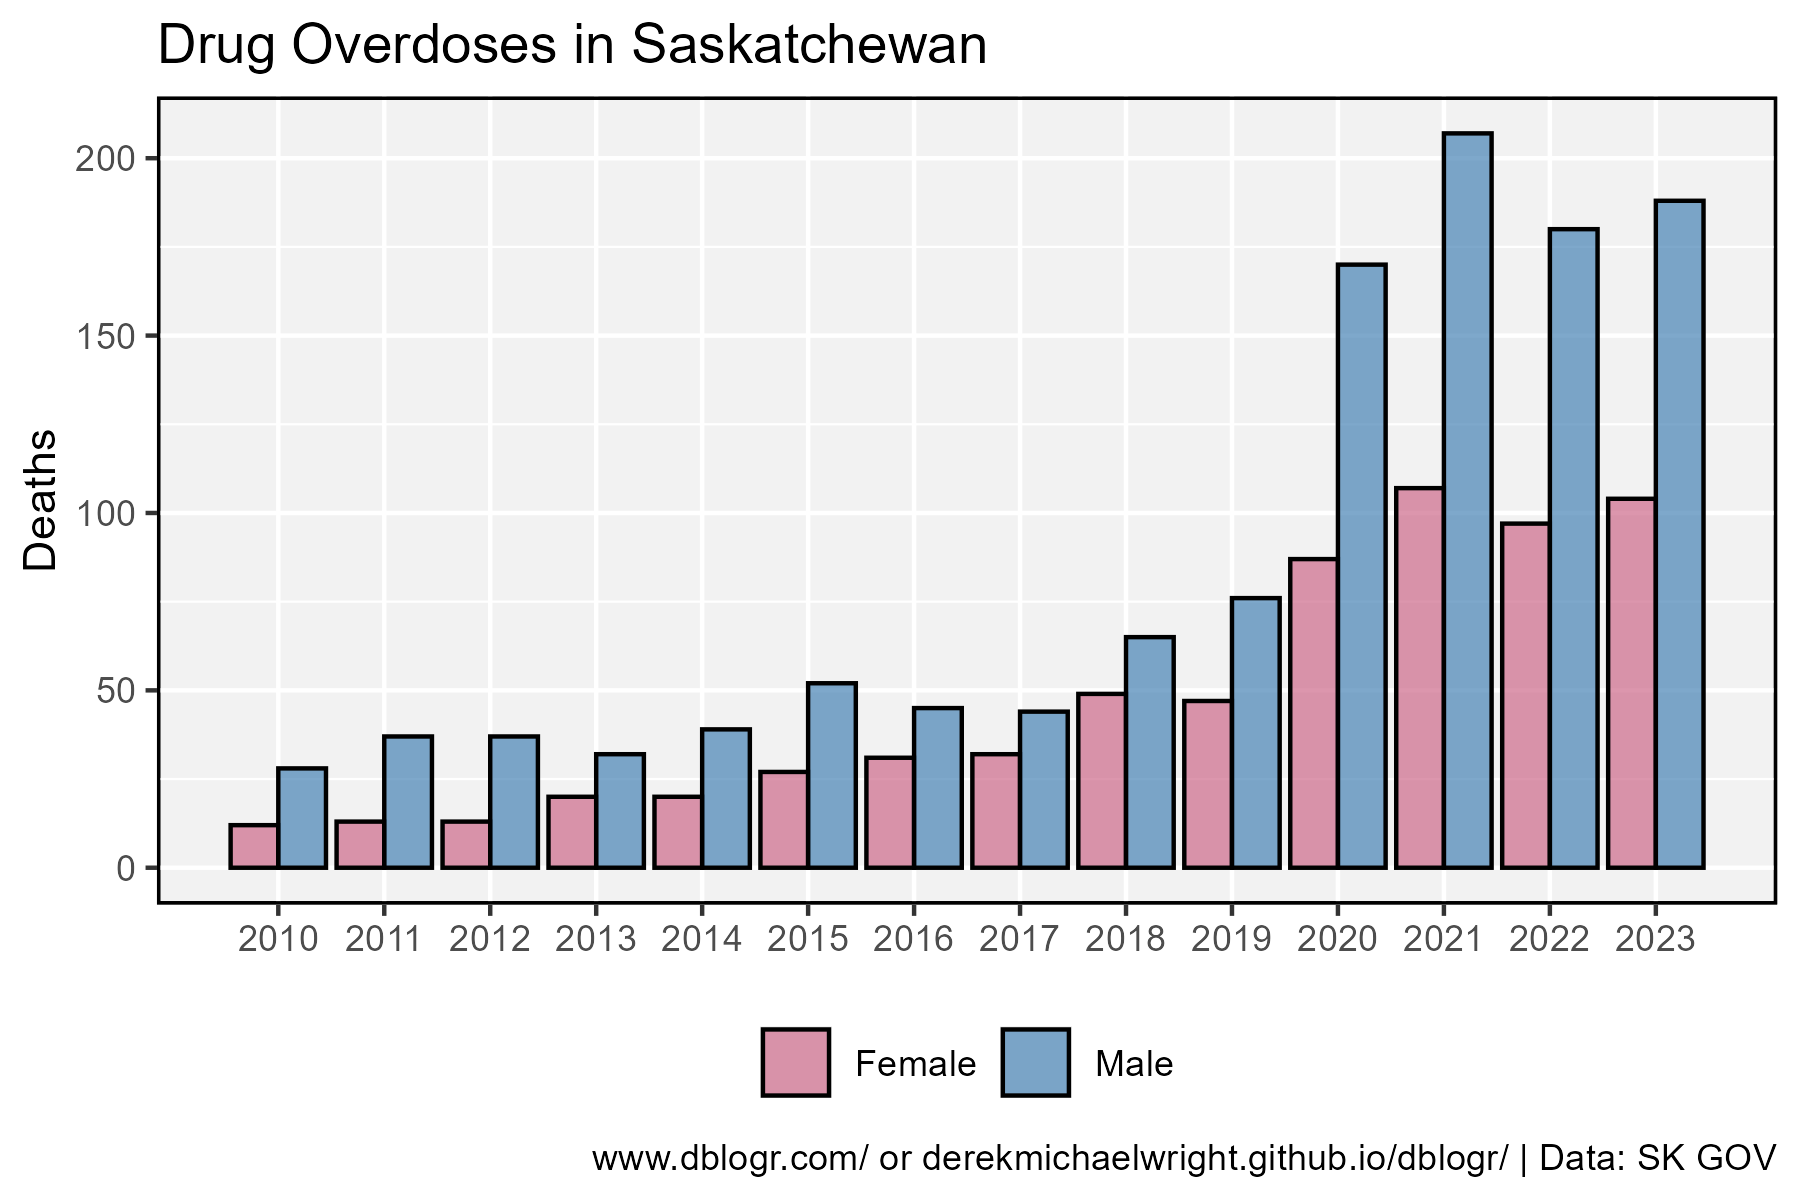 Drug Overdoses in Saskatchewan
Deaths
200
150
100
50
0
2010 2011 2012 2013 2014 2015 2016 2017 2018 2019 2020 2021 2022 2023
Female Male
www.dblogr.com/ or derekmichaelwright.github.io/dblogr/ | Data: SK GOV